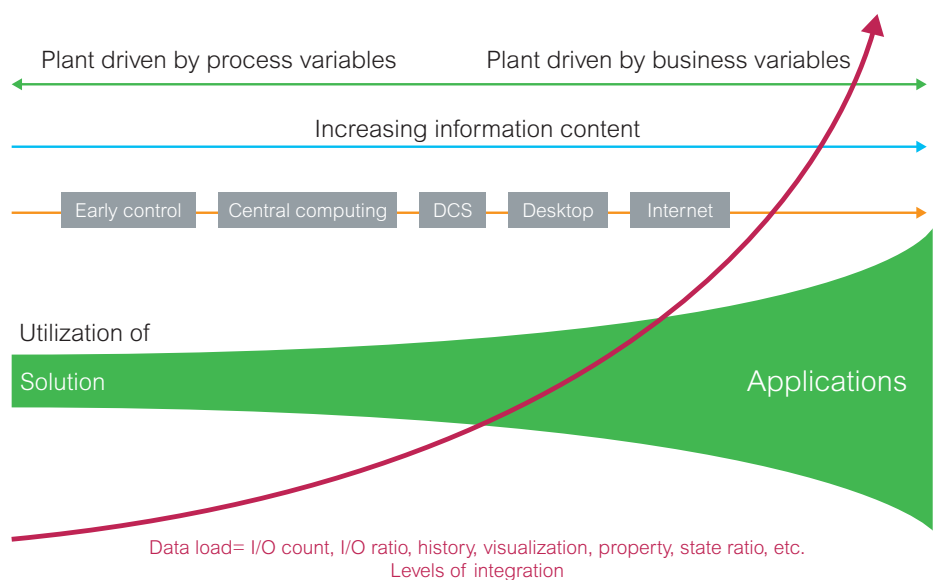 Plant driven by process variables
Plant driven by business variables
Increasing information content
Early control
Central computing
DCS
Desktop
Internet
Utilization of
Solution
Applications
Data load= I/O count, I/O ratio, history, visualization, property, state ratio, etc.
Levels of integration